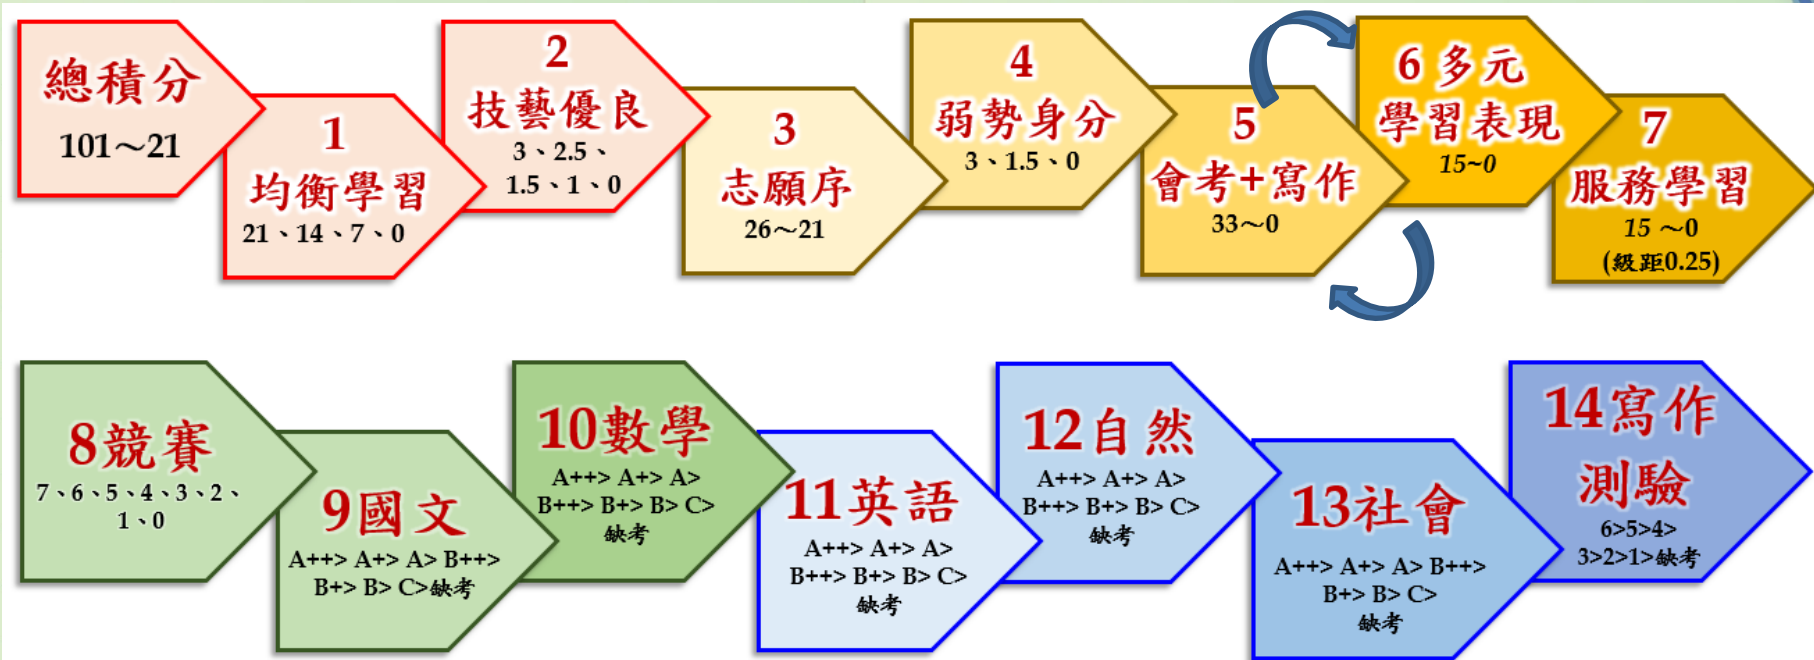 總積分
101～21
1
均衡學習
21、14、7、0
2
技藝優良
3、2.5、
1.5、1、0
3
志願序
26～21
4
弱勢身分
3、1.5、0
5
會考+寫作
33～0
6 多元
學習表現
15~0
7
服務學習
15 ～0
(級距0.25)
8競賽
7、6、5、4、3、2、
1、0
9國文
A++> A+> A> B++>
B+> B> C>缺考
10數學
A++> A+> A>
B++> B+> B> C>
缺考
11英語
A++> A+> A>
B++> B+> B> C>
缺考
12自然
A++> A+> A>
B++> B+> B> C>
缺考
13社會
A++> A+> A> B++>
B+> B> C>
缺考
14寫作
測驗
6>5>4>
3>2>1>缺考